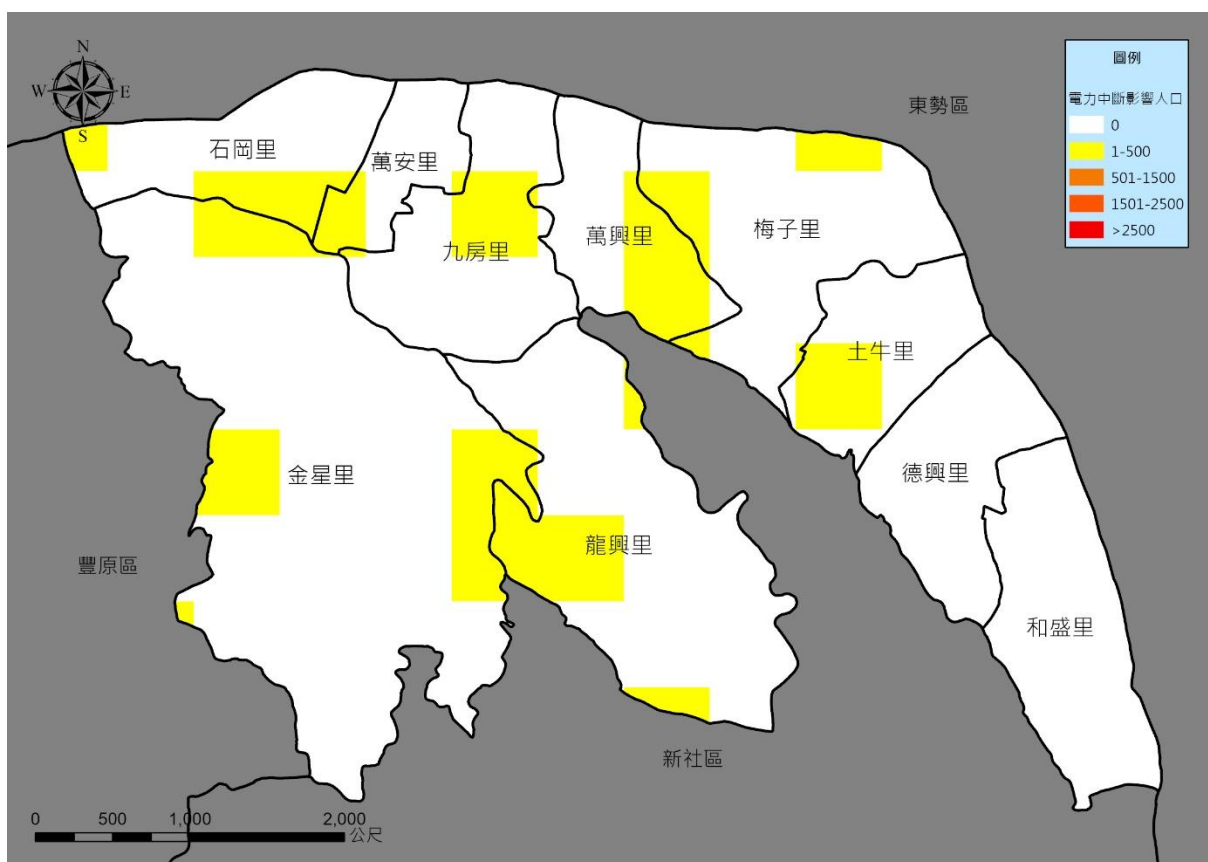 N
W
E
S
圖例
電力中斷影響人口
0
1-500
501-1500
1501-2500
>2500
東勢區
石岡里
萬安里
九房里
萬興里
梅子里
土牛里
金星里
德興里
龍興里
豐原區
和盛里
新社區
0
500
1,000
2,000
公尺